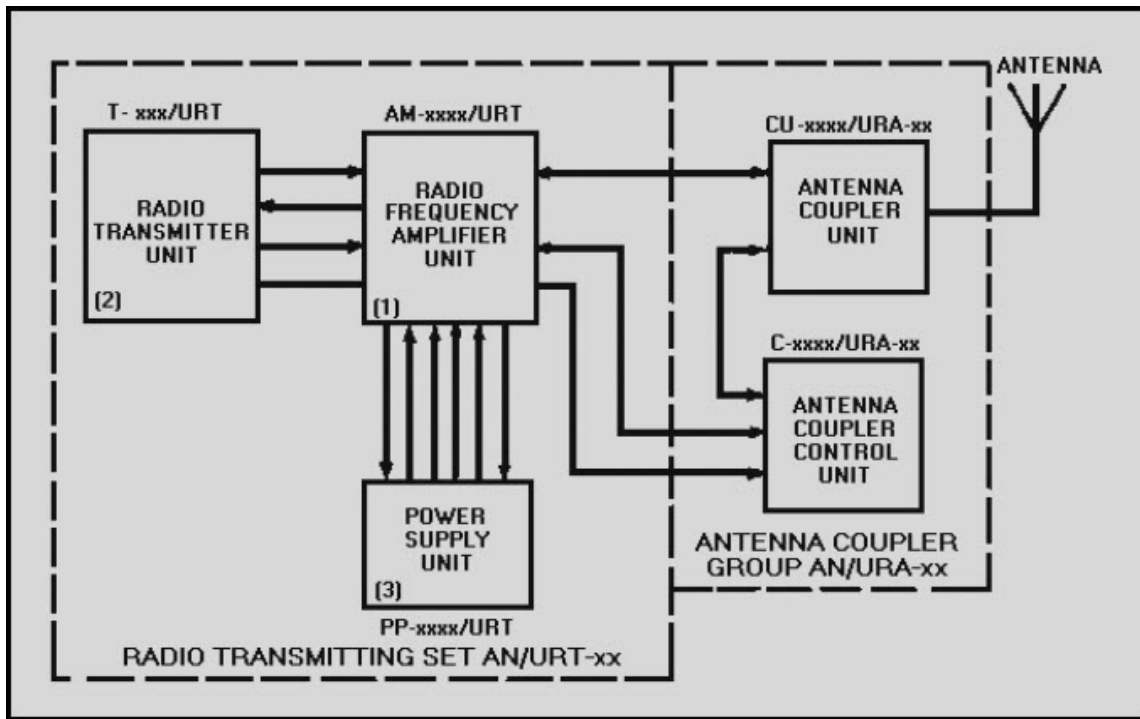 ANTENNA
T- xxx/URT
AM-xxxx/URT
CU-xxxx/URA-xx
RADIO
TRANSMITTER
UNIT
(2)
RADIO
FREQUENCY
AMPLIFIER
UNIT
(1)
ANTENNA
COUPLER
UNIT
C-xxxx/URA-xx
ANTENNA
COUPLER
CONTROL
UNIT
POWER
SUPPLY
UNIT
(3)
PP-xxxx/URT
ANTENNA COUPLER
GROUP AN/URA-xx
RADIO TRANSMITTING SET AN/URT-xx